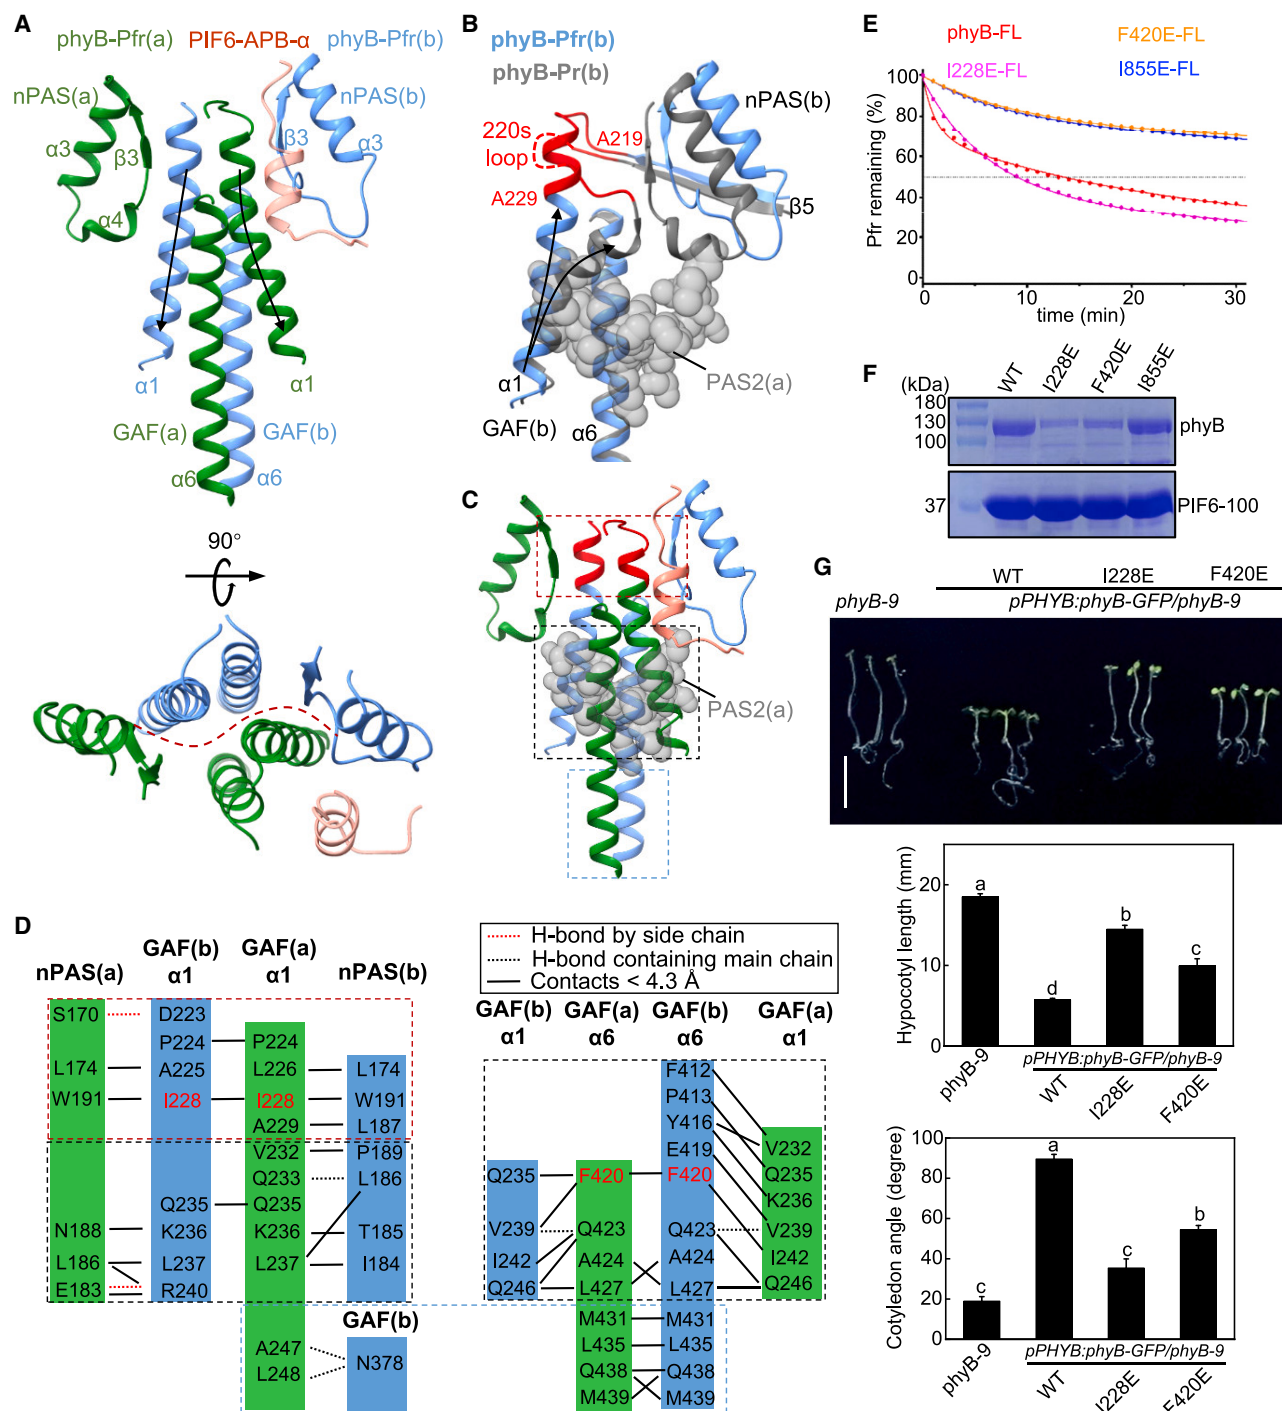 A
phyB-Pfr(a)
PIF6-APB-α
phyB-Pfr(b)
nPAS(a)
nPAS(b)
α3
β3
β3
α3
α4
α1
α1
GAF(a)
GAF(b)
α6
α6
90°
B
phyB-Pfr(b)
phyB-Pr(b)
nPAS(b)
220s
loop
A219
A229
β5
α1
PAS2(a)
GAF(b)
α6
C
PAS2(a)
D
nPAS(a)
GAF(b)
α1
GAF(a)
α1
nPAS(b)
S170
D223
P224
P224
L174
A225
L226
L174
W191
I228
I228
W191
A229
L187
V232
P189
Q233
L186
Q235
Q235
N188
K236
K236
T185
L186
L237
L237
I184
E183
R240
GAF(b)
A247
L248
N378
H-bond by side chain
H-bond containing main chain
Contacts < 4.3 Å
GAF(b)
α1
GAF(a)
α6
GAF(b)
α6
GAF(a)
α1
F412
P413
Y416
E419
V232
Q235
F420
F420
Q235
K236
V239
Q423
Q423
V239
I242
A424
A424
I242
Q246
L427
L427
Q246
M431
M431
L435
L435
Q438
Q438
M439
M439
E
phyB-FL
F420E-FL
I228E-FL
I855E-FL
Pfr remaining (%)
100
80
60
40
20
0
0
10
20
30
time (min)
F
(kDa)
WT
I228E
F420E
I855E
180
130
100
phyB
37
PIF6-100
G
WT
I228E
F420E
phyB-9
pPHYB:phyB-GFP/phyB-9
Hypocotyl length (mm)
20
10
0
a
d
b
c
phyB-9
pPHYB:phyB-GFP/phyB-9
WT
I228E
F420E
Cotyledon angle (degree)
100
80
60
40
20
0
c
a
c
b
phyB-9
pPHYB:phyB-GFP/phyB-9
WT
I228E
F420E